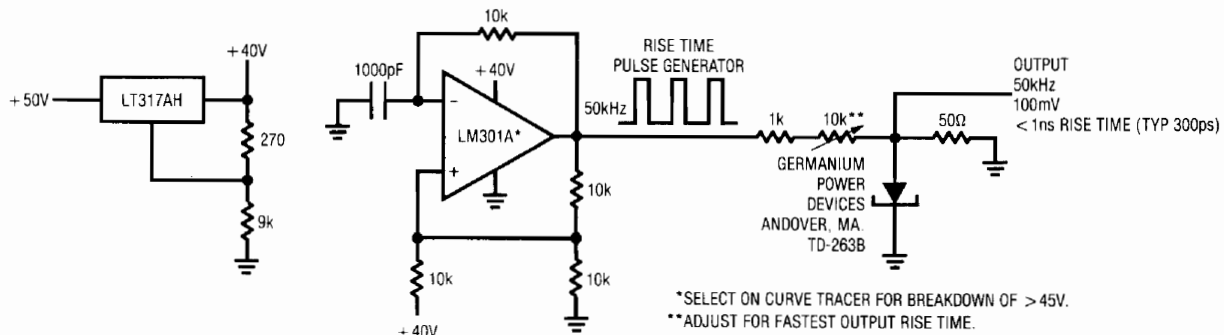 +50V
LT317AH
+40V
270
9k
10k
1000pF
+40V
−
LM301A*
+
10k
10k
+40V
10k
RISE TIME
PULSE GENERATOR
50kHz
1k
10k**
GERMANIUM
POWER
DEVICES
ANDOVER, MA.
TD-263B
50Ω
OUTPUT
50kHz
100mV
<1ns RISE TIME (TYP 300ps)
*SELECT ON CURVE TRACER FOR BREAKDOWN OF >45V.
**ADJUST FOR FASTEST OUTPUT RISE TIME.